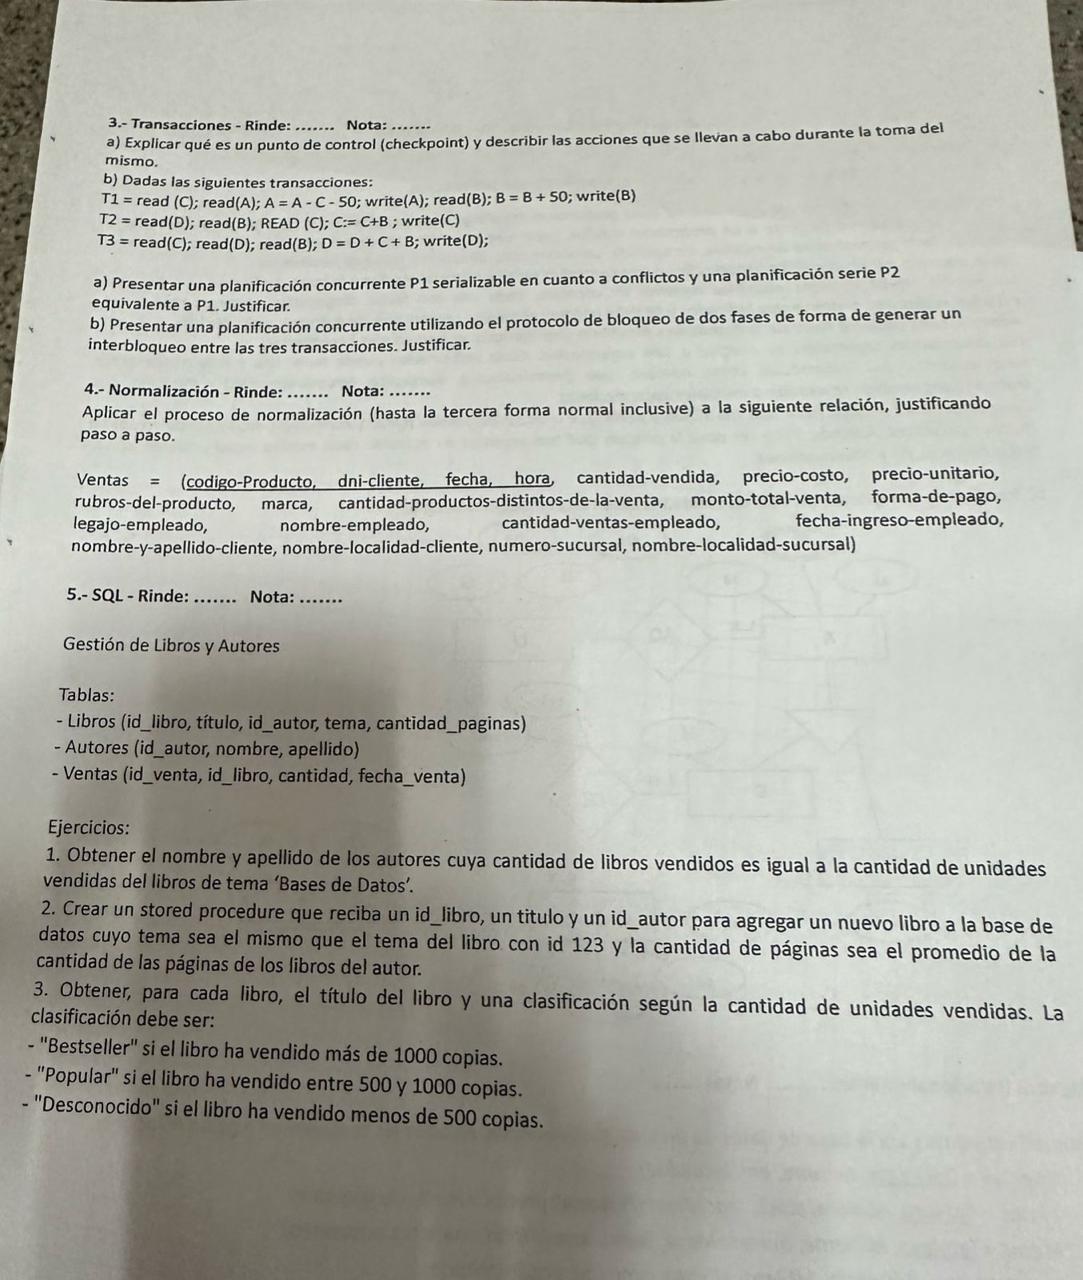 3.- Transacciones - Rinde: ....... Nota: .......
a) Explicar qué es un punto de control (checkpoint) y describir las acciones que se llevan a cabo durante la toma del
mismo.
b) Dadas las siguientes transacciones:
T1 = read (C); read(A); A = A - C - 50; write(A); read(B); B = B + 50; write(B)
T2 = read(D); read(B); READ (C); C:= C+B ; write(C)
T3 = read(C); read(D); read(B); D = D + C + B; write(D);
a) Presentar una planificación concurrente P1 serializable en cuanto a conflictos y una planificación serie P2
equivalente a P1. Justificar.
b) Presentar una planificación concurrente utilizando el protocolo de bloqueo de dos fases de forma de generar un
interbloqueo entre las tres transacciones. Justificar.
4.- Normalización - Rinde: ....... Nota: .......
Aplicar el proceso de normalización (hasta la tercera forma normal inclusive) a la siguiente relación, justificando
paso a paso.
Ventas = (codigo-Producto, dni-cliente, fecha, hora, cantidad-vendida, precio-costo, precio-unitario,
rubros-del-producto, marca, cantidad-productos-distintos-de-la-venta, monto-total-venta, forma-de-pago,
legajo-empleado, nombre-empleado, cantidad-ventas-empleado, fecha-ingreso-empleado,
nombre-y-apellido-cliente, nombre-localidad-cliente, numero-sucursal, nombre-localidad-sucursal)
5.- SQL - Rinde: ....... Nota: .......
Gestión de Libros y Autores
Tablas:
- Libros (id_libro, título, id_autor, tema, cantidad_paginas)
- Autores (id_autor, nombre, apellido)
- Ventas (id_venta, id_libro, cantidad, fecha_venta)
Ejercicios:
1. Obtener el nombre y apellido de los autores cuya cantidad de libros vendidos es igual a la cantidad de unidades
vendidas del libros de tema ‘Bases de Datos’.
2. Crear un stored procedure que reciba un id_libro, un titulo y un id_autor para agregar un nuevo libro a la base de
datos cuyo tema sea el mismo que el tema del libro con id 123 y la cantidad de páginas sea el promedio de la
cantidad de las páginas de los libros del autor.
3. Obtener, para cada libro, el título del libro y una clasificación según la cantidad de unidades vendidas. La
clasificación debe ser:
- "Bestseller" si el libro ha vendido más de 1000 copias.
- "Popular" si el libro ha vendido entre 500 y 1000 copias.
- "Desconocido" si el libro ha vendido menos de 500 copias.